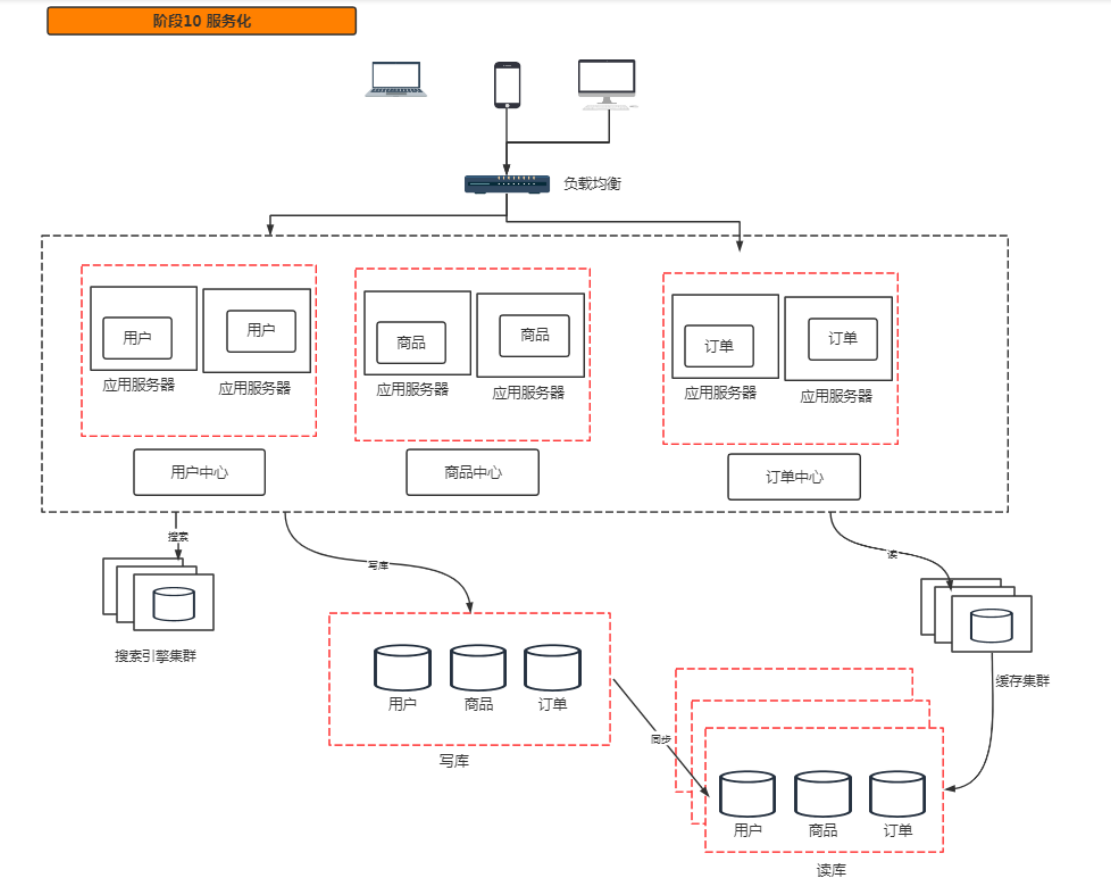 阶段10 服务化
负载均衡
用户
用户
商品
商品
订单
订单
应用服务器
应用服务器
应用服务器
应用服务器
应用服务器
应用服务器
用户中心
商品中心
订单中心
搜索
写库
读
搜索引擎集群
缓存集群
用户
商品
订单
写库
同步
用户
商品
订单
读库